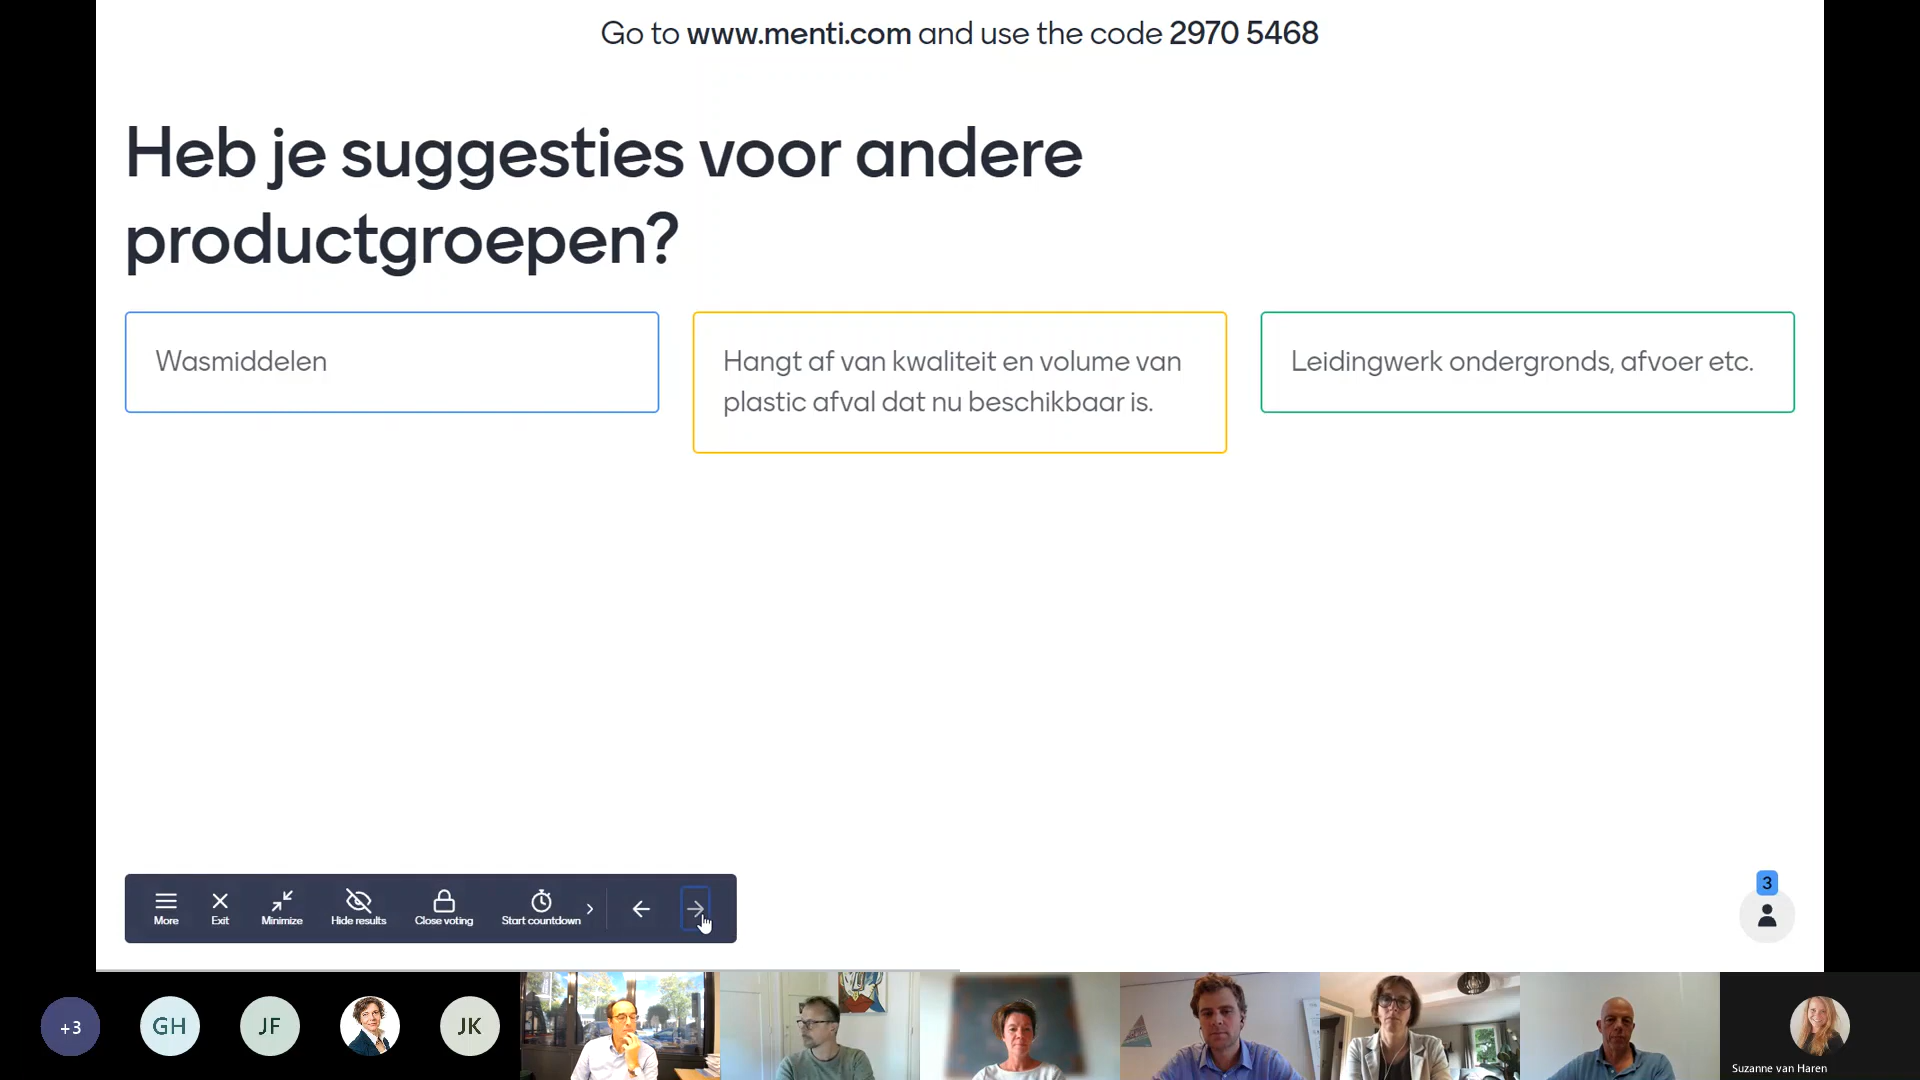 Go to www.menti.com and use the code 2970 5468
Heb je suggesties voor andere
productgroepen?
Wasmiddelen
Hangt af van kwaliteit en volume van
plastic afval dat nu beschikbaar is.
Leidingwerk ondergronds, afvoer etc.
More
Exit
Minimize
Hide results
Close voting
Start countdown
3
+3
GH
JF
JK
Suzanne van Haren